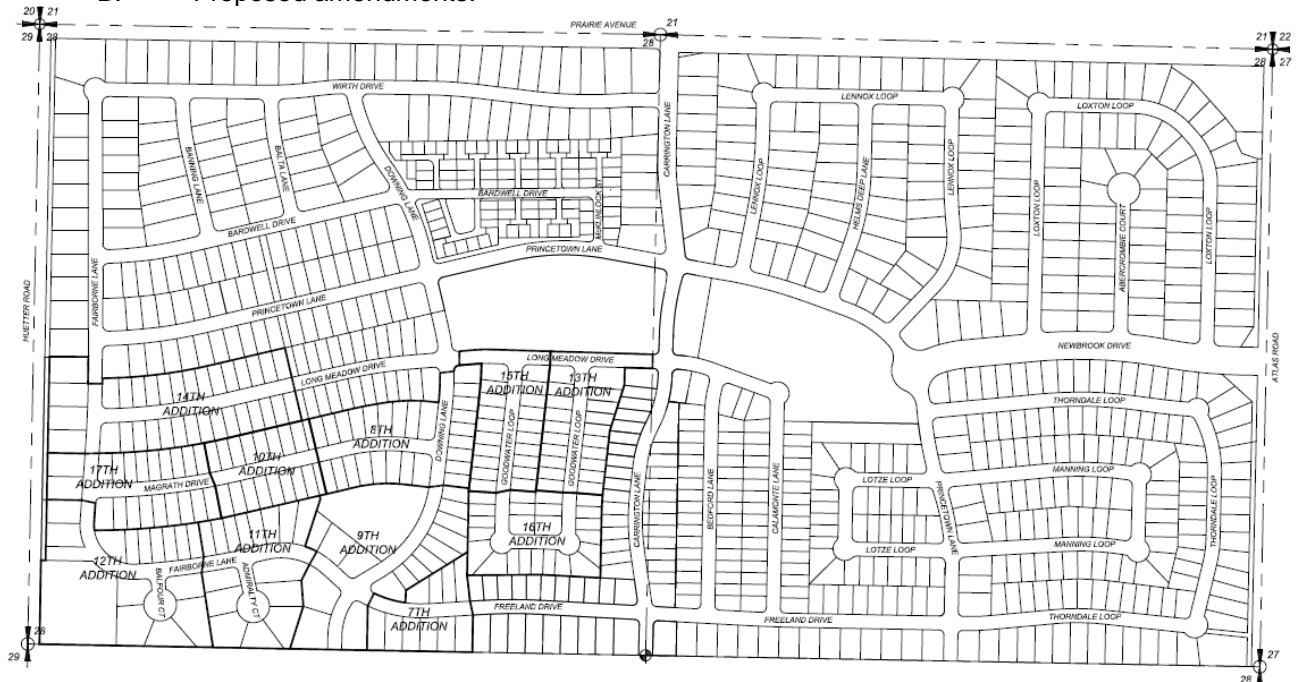 B. Proposed amendments:
20 21
29 28
PRAIRIE AVENUE
21
28
21 22
28 27
WIRTH DRIVE
BANNING LANE
BALTA LANE
DOWNING LANE
BARDWELL DRIVE
BARDWELL DRIVE
PRINCETOWN LANE
CARRINGTON LANE
LENNOX LOOP
LENNOX LOOP
HELMS DEEP LANE
LENNOX LOOP
LOXTON LOOP
LOXTON LOOP
ABERCROMBIE COURT
LOXTON LOOP
HUETTER ROAD
FAIRBORNE LANE
PRINCETOWN LANE
NEWBROOK DRIVE
ATLAS ROAD
LONG MEADOW DRIVE
LONG MEADOW DRIVE
14TH
ADDITION
15TH
ADDITION
13TH
ADDITION
GOODWATER LOOP
GOODWATER LOOP
DOWNING LANE
8TH
ADDITION
10TH
ADDITION
17TH
ADDITION
MAGRATH DRIVE
THORNDALE LOOP
MANNING LOOP
LOTZE LOOP
PRINCETOWN LANE
LOTZE LOOP
MANNING LOOP
THORNDALE LOOP
CARRINGTON LANE
BEDFORD LANE
CALAMONTE LANE
16TH
ADDITION
9TH
ADDITION
11TH
ADDITION
12TH
ADDITION
FAIRBORNE LANE
BALFOUR CT
ADMIRALTY CT
7TH
ADDITION
FREELAND DRIVE
FREELAND DRIVE
THORNDALE LOOP
28
29
27
28